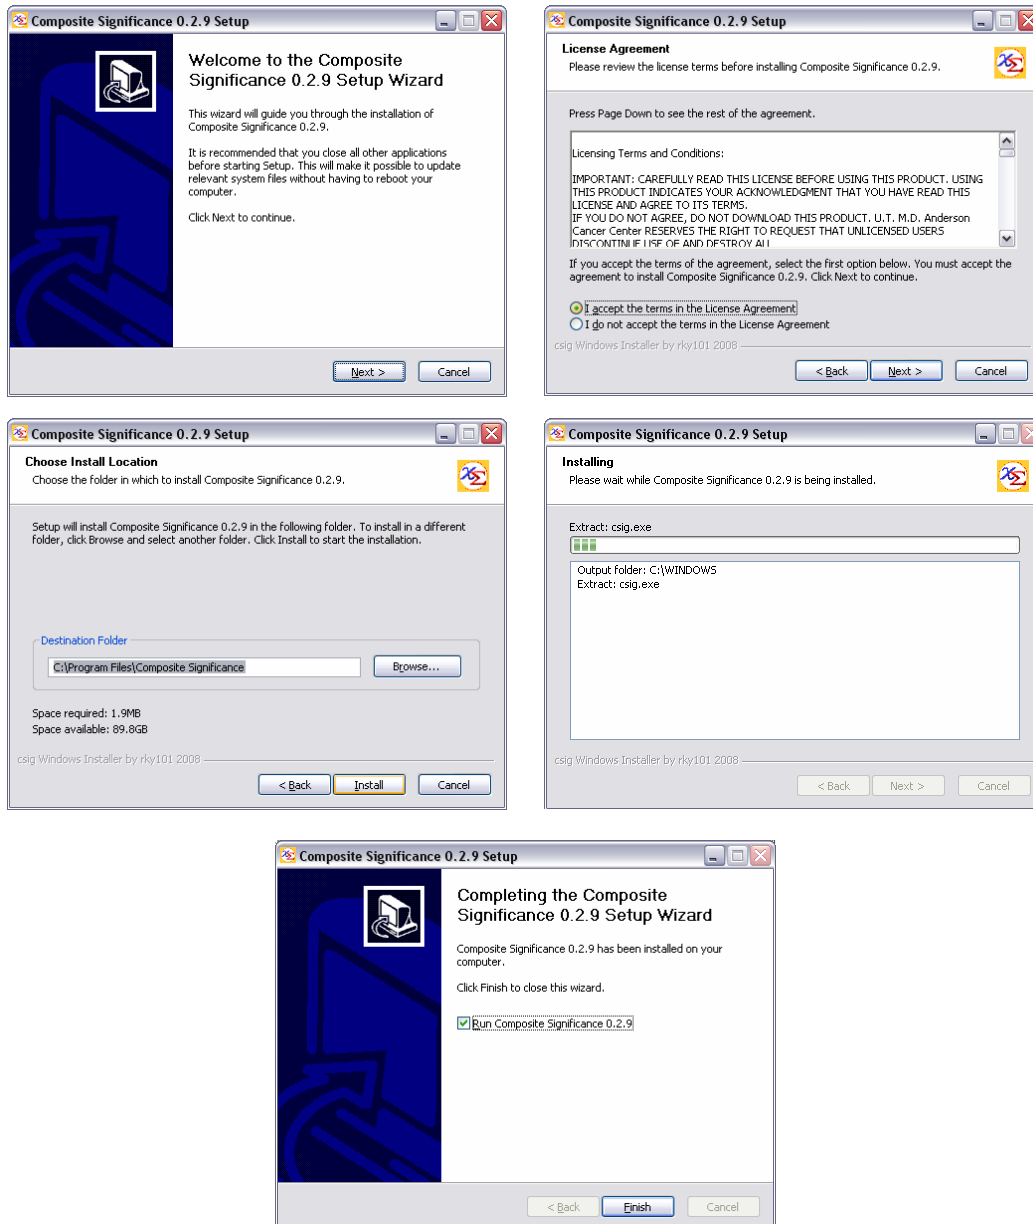 Composite Significance 0.2.9 Setup
Welcome to the Composite
Significance 0.2.9 Setup Wizard
This wizard will guide you through the installation of
Composite Significance 0.2.9.
It is recommended that you close all other applications
before starting Setup. This will make it possible to update
relevant system files without having to reboot your
computer.
Click Next to continue.
Next >
Cancel
Composite Significance 0.2.9 Setup
License Agreement
Please review the license terms before installing Composite Significance 0.2.9.
Press Page Down to see the rest of the agreement.
Licensing Terms and Conditions:
IMPORTANT: CAREFULLY READ THIS LICENSE BEFORE USING THIS PRODUCT. USING
THIS PRODUCT INDICATES YOUR ACKNOWLEDGMENT THAT YOU HAVE READ THIS
LICENSE AND AGREE TO ITS TERMS.
IF YOU DO NOT AGREE, DO NOT DOWNLOAD THIS PRODUCT. U.T. M.D. Anderson
Cancer Center RESERVES THE RIGHT TO REQUEST THAT UNLICENSED USERS
DISCONTINUE USE OF AND DESTROY ALL
If you accept the terms of the agreement, select the first option below. You must accept the
agreement to install Composite Significance 0.2.9. Click Next to continue.
I accept the terms in the License Agreement
I do not accept the terms in the License Agreement
csig Windows Installer by rky101 2008
< Back
Next >
Cancel
Composite Significance 0.2.9 Setup
Choose Install Location
Choose the folder in which to install Composite Significance 0.2.9.
Setup will install Composite Significance 0.2.9 in the following folder. To install in a different
folder, click Browse and select another folder. Click Install to start the installation.
Destination Folder
C:\Program Files\Composite Significance
Browse...
Space required: 1.9MB
Space available: 89.8GB
csig Windows Installer by rky101 2008
< Back
Install
Cancel
Composite Significance 0.2.9 Setup
Installing
Please wait while Composite Significance 0.2.9 is being installed.
Extract: csig.exe
Output folder: C:\WINDOWS
Extract: csig.exe
csig Windows Installer by rky101 2008
< Back
Next >
Cancel
Composite Significance 0.2.9 Setup
Completing the Composite
Significance 0.2.9 Setup Wizard
Composite Significance 0.2.9 has been installed on your
computer.
Click Finish to close this wizard.
Run Composite Significance 0.2.9
< Back
Finish
Cancel